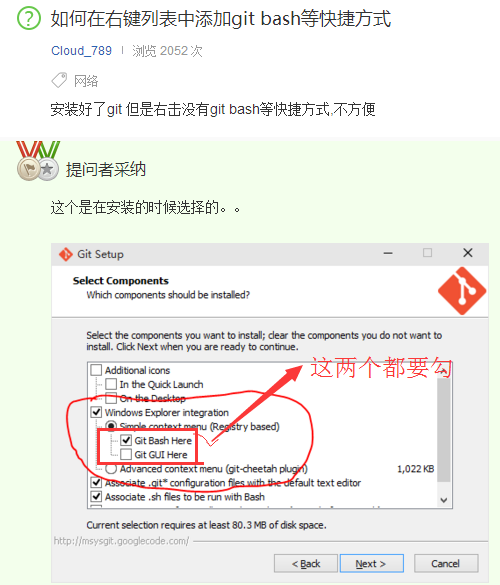 如何在右键列表中添加git bash等快捷方式
Cloud_789 | 浏览 2052 次
网络
安装好了git 但是右击没有git bash等快捷方式,不方便
提问者采纳
这个是在安装的时候选择的。。
Git Setup
Select Components
Which components should be installed?
Select the components you want to install; clear the components you do not want to
install. Click Next when you are ready to continue.
这两个都要勾
Additional icons
In the Quick Launch
On the Desktop
Windows Explorer integration
Simple context menu (Registry based)
Git Bash Here
Git GUI Here
Advanced context menu (git-cheetah plugin) 1,022 KB
Associate .git* configuration files with the default text editor
Associate .sh files to be run with Bash
Current selection requires at least 80.3 MB of disk space.
http://msysgit.googlecode.com/
< Back Next > Cancel